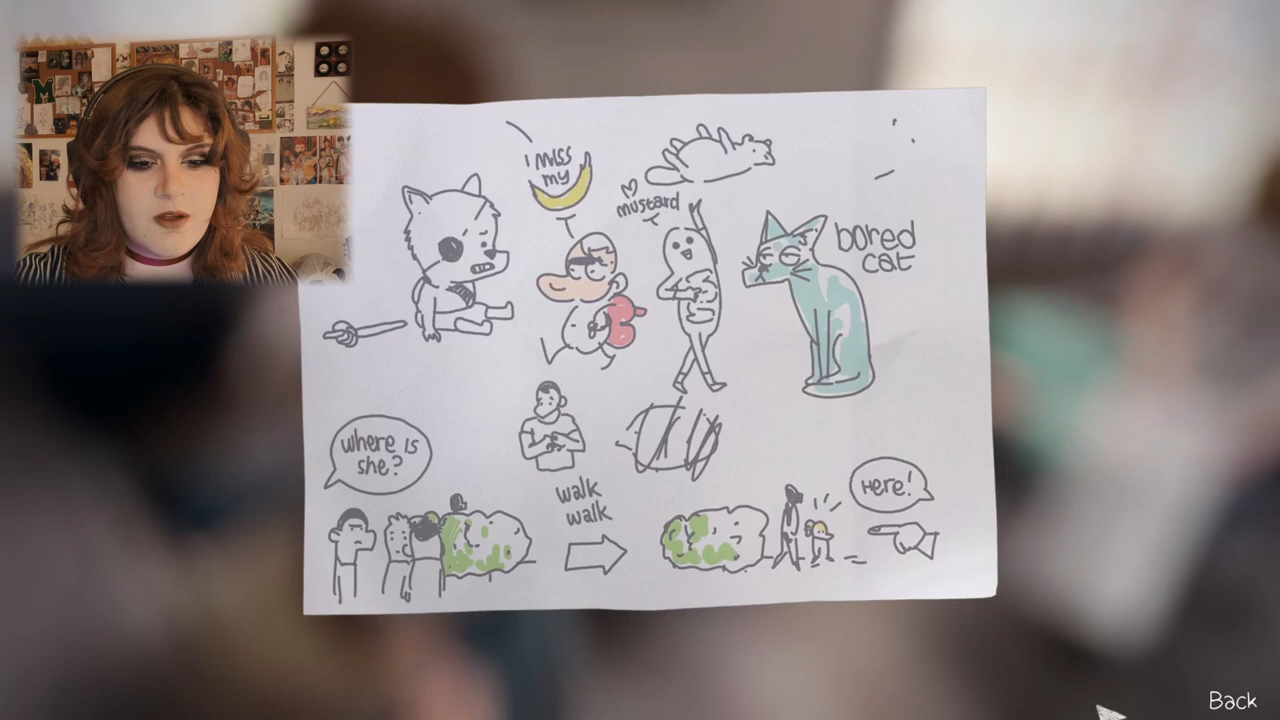 M
I miss
my
mustard
bored
cat
where is
she?
walk
walk
Here!
Back